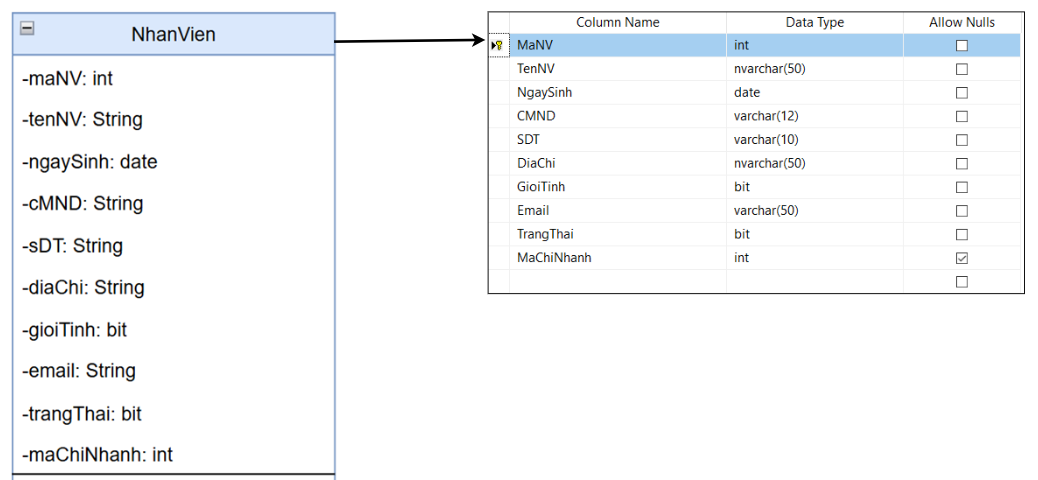 NhanVien
-maNV: int
-tenNV: String
-ngaySinh: date
-cMND: String
-sDT: String
-diaChi: String
-gioiTinh: bit
-email: String
-trangThai: bit
-maChiNhanh: int
Column Name Data Type Allow Nulls
MaNV int
TenNV nvarchar(50)
NgaySinh date
CMND varchar(12)
SDT varchar(10)
DiaChi nvarchar(50)
GioiTinh bit
Email varchar(50)
TrangThai bit
MaChiNhanh int